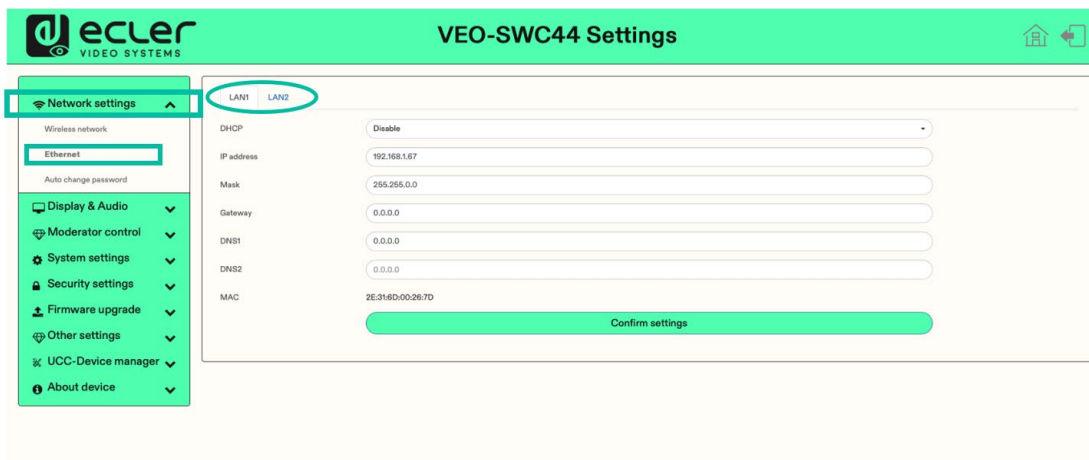 ecler
VIDEO SYSTEMS
VEO-SWC44 Settings
Network settings
Wireless network
Ethernet
Auto change password
Display & Audio
Moderator control
System settings
Security settings
Firmware upgrade
Other settings
UCC-Device manager
About device
LAN1 LAN2
DHCP Disable
IP address 192.168.1.67
Mask 255.255.0.0
Gateway 0.0.0.0
DNS1 0.0.0.0
DNS2 0.0.0.0
MAC 2E:31:6D:00:26:7D
Confirm settings